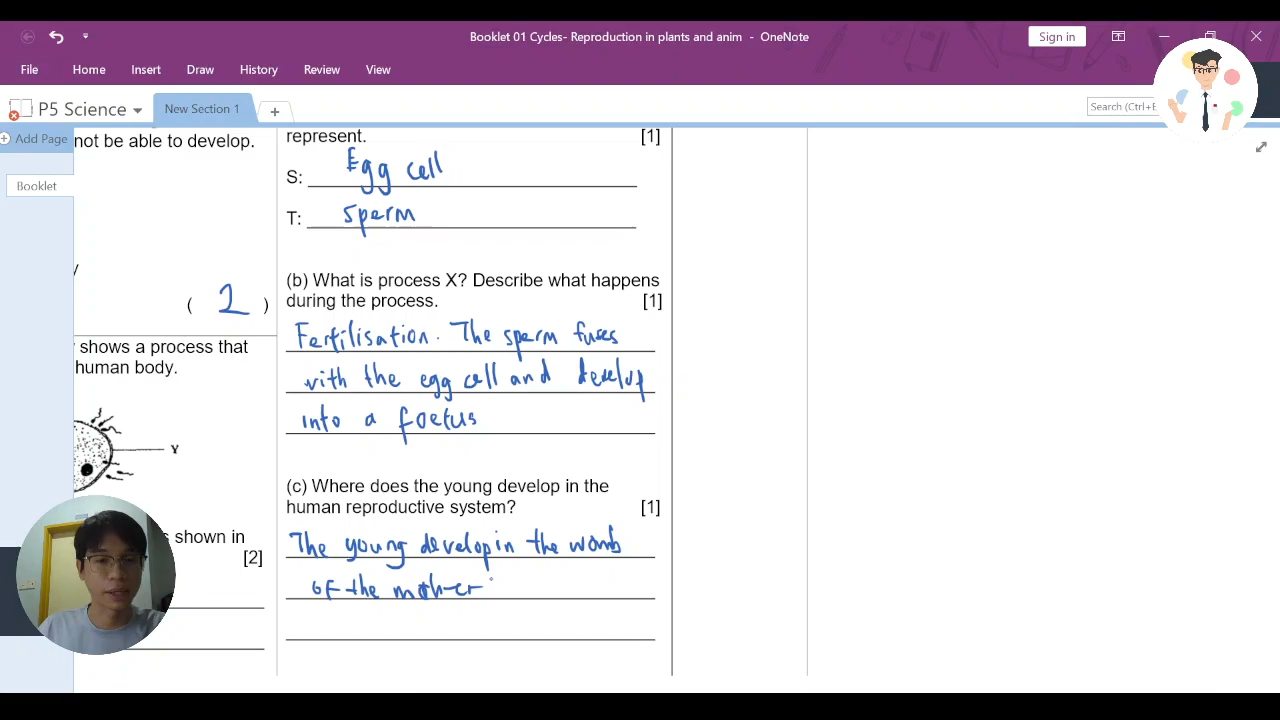 Booklet 01 Cycles- Reproduction in plants and anim - OneNote
Sign in
File Home Insert Draw History Review View
P5 Science
New Section 1
+
Search (Ctrl+E
Add Page
Booklet
not be able to develop.
( 2 )
shows a process that
human body.
Y
s shown in
[2]
represent. [1]
S: Egg cell
T: sperm
(b) What is process X? Describe what happens
during the process. [1]
Fertilisation. The sperm fuses
with the egg cell and develop
into a foetus
(c) Where does the young develop in the
human reproductive system? [1]
The young develop in the womb
of the mother